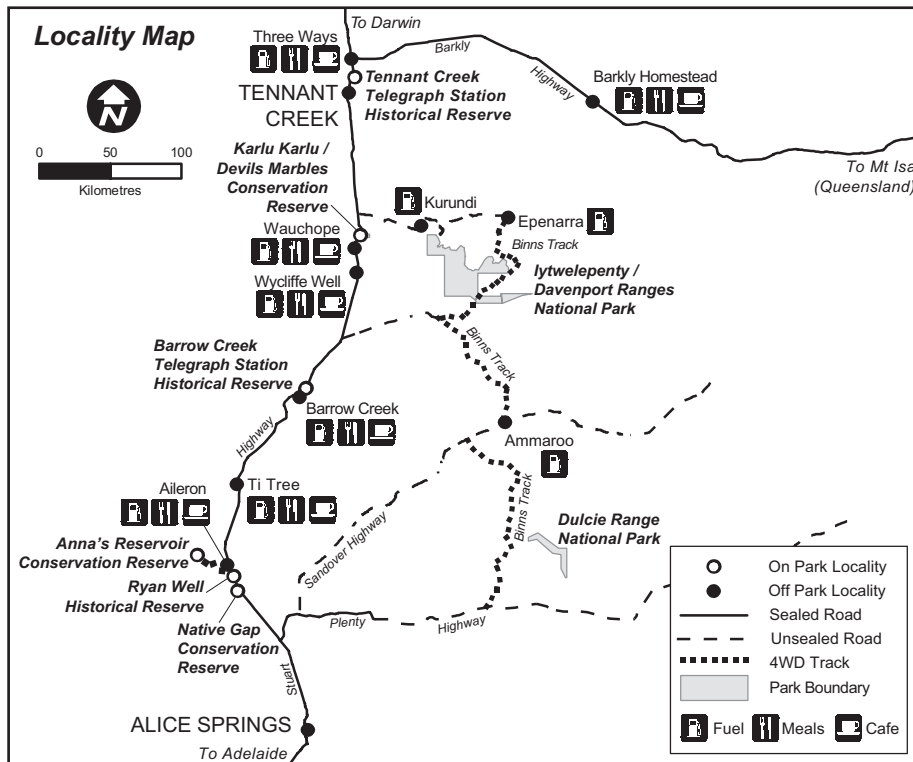 Locality Map
To Darwin
Three Ways
Barkly
Highway
Barkly Homestead
To Mt Isa
(Queensland)
N
0 50 100
Kilometres
Tennant Creek
Telegraph Station
Historical Reserve
TENNANT
CREEK
Karlu Karlu /
Devils Marbles
Conservation
Reserve
Kurundi
Epenarra
Binns Track
Wauchope
Wycliffe Well
Iytwelepenty /
Davenport Ranges
National Park
Binns Track
Barrow Creek
Telegraph Station
Historical Reserve
Barrow Creek
Highway
Ammaroo
Ti Tree
Aileron
Binns Track
Sandover Highway
Dulcie Range
National Park
Anna's Reservoir
Conservation Reserve
Ryan Well
Historical Reserve
Native Gap
Conservation
Reserve
Plenty
Highway
Stuart
ALICE SPRINGS
To Adelaide
On Park Locality
Off Park Locality
Sealed Road
Unsealed Road
4WD Track
Park Boundary
Fuel Meals Cafe